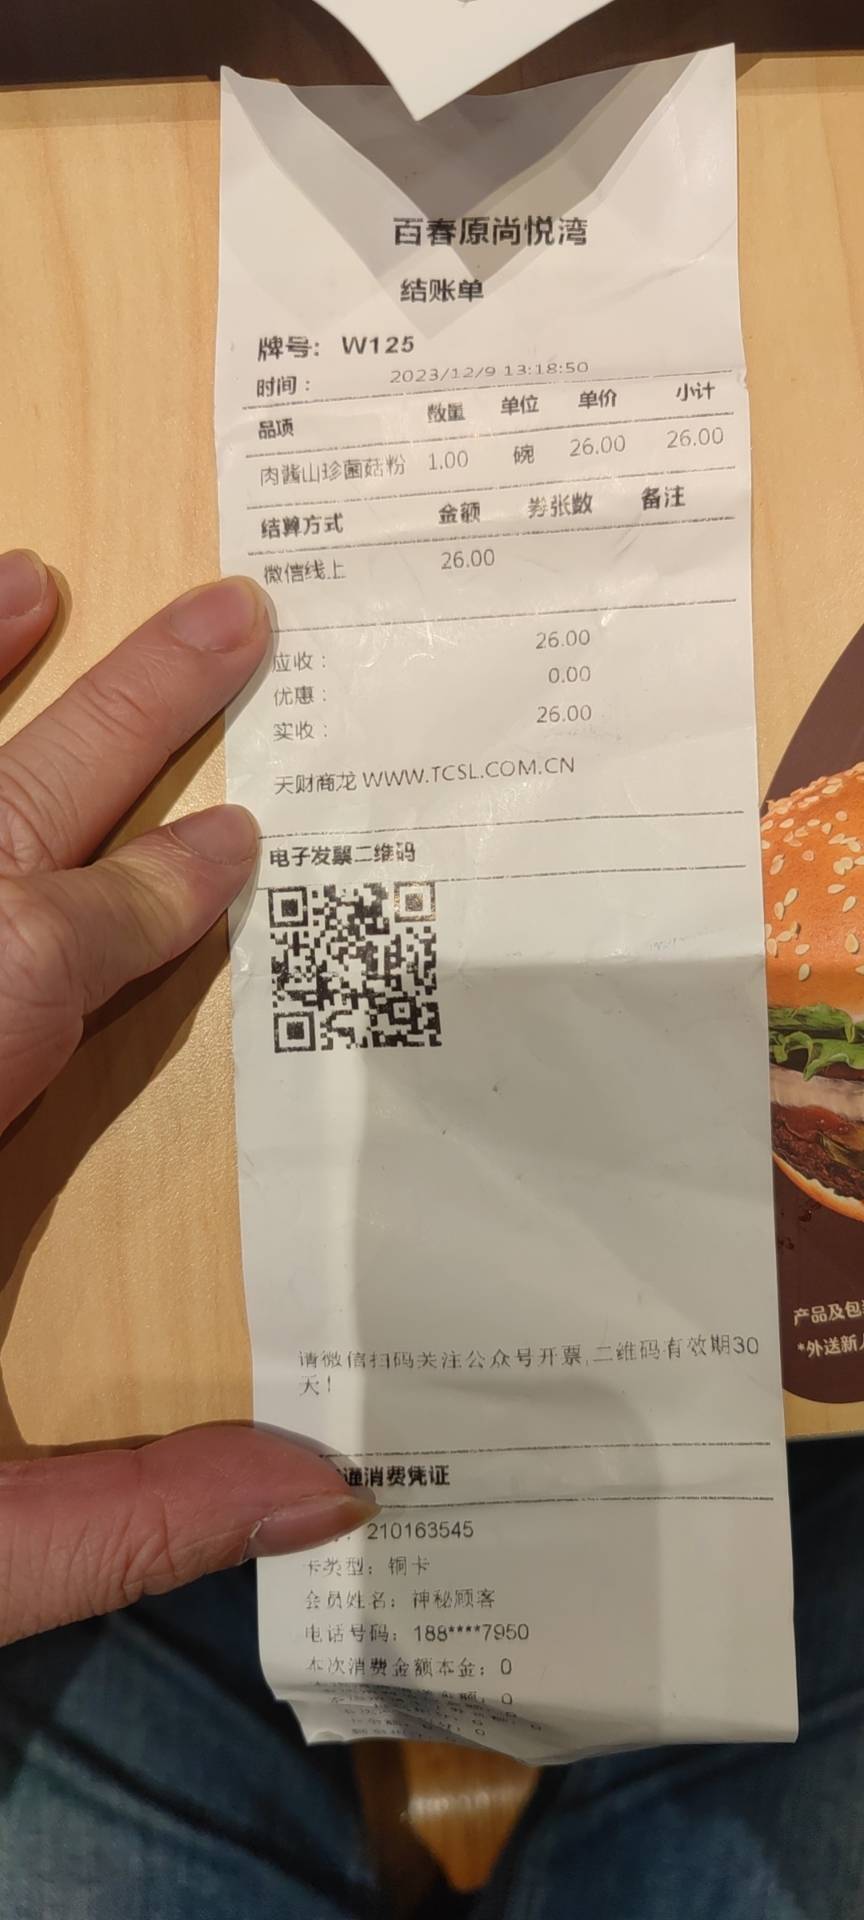 百春原尚悦湾
结账单
牌号: W125
时间: 2023/12/9 13:18:50
品项 数量 单位 单价 小计
肉酱山珍菌菇粉 1.00 碗 26.00 26.00
结算方式 金额 券张数 备注
微信线上 26.00
应收: 26.00
优惠: 0.00
实收: 26.00
天财商龙 WWW.TCSL.COM.CN
电子发票二维码
请微信扫码关注公众号开票,二维码有效期30
天!
通消费凭证
210163545
卡类型: 铜卡
会员姓名: 神秘顾客
电话号码: 188****7950
本次消费金额本金: 0
产品及包
*外送新